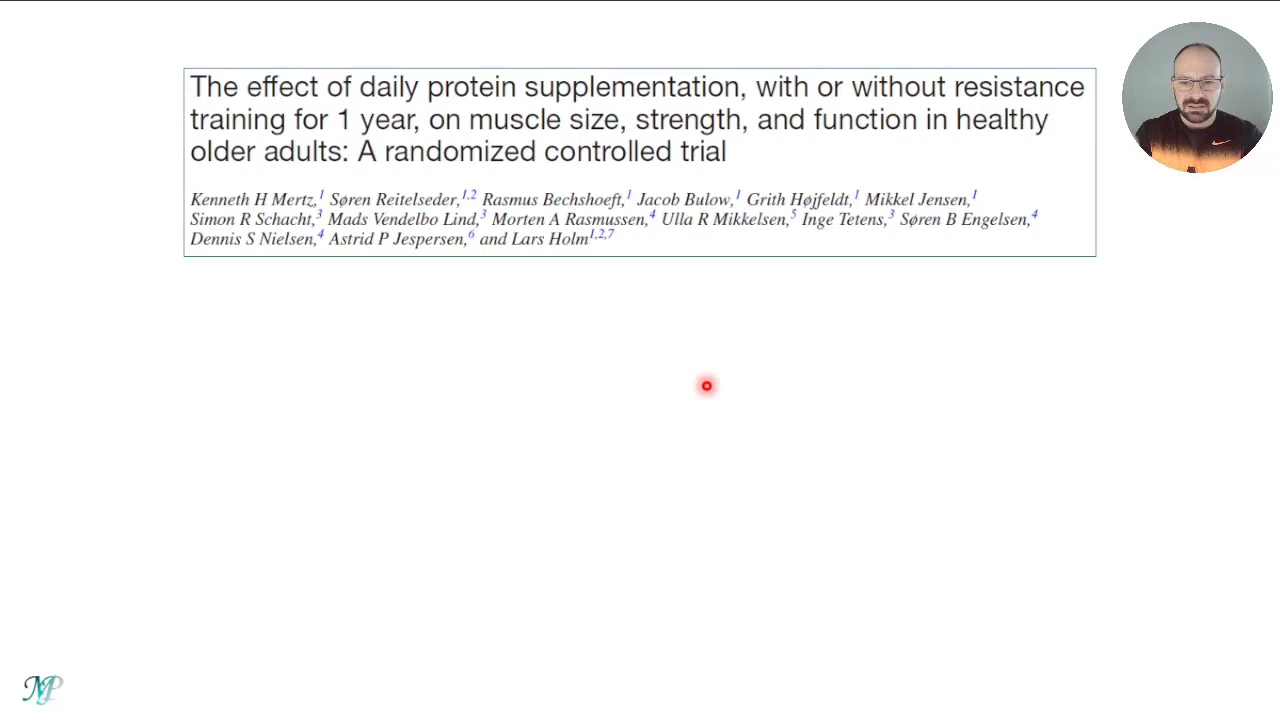 The effect of daily protein supplementation, with or without resistance
training for 1 year, on muscle size, strength, and function in healthy
older adults: A randomized controlled trial
Kenneth H Mertz,1 Søren Reitelseder,1,2 Rasmus Bechshoeft,1 Jacob Bulow,1 Grith Højfeldt,1 Mikkel Jensen,1
Simon R Schacht,3 Mads Vendelbo Lind,3 Morten A Rasmussen,4 Ulla R Mikkelsen,5 Inge Tetens,3 Søren B Engelsen,4
Dennis S Nielsen,4 Astrid P Jespersen,6 and Lars Holm1,2,7
MP